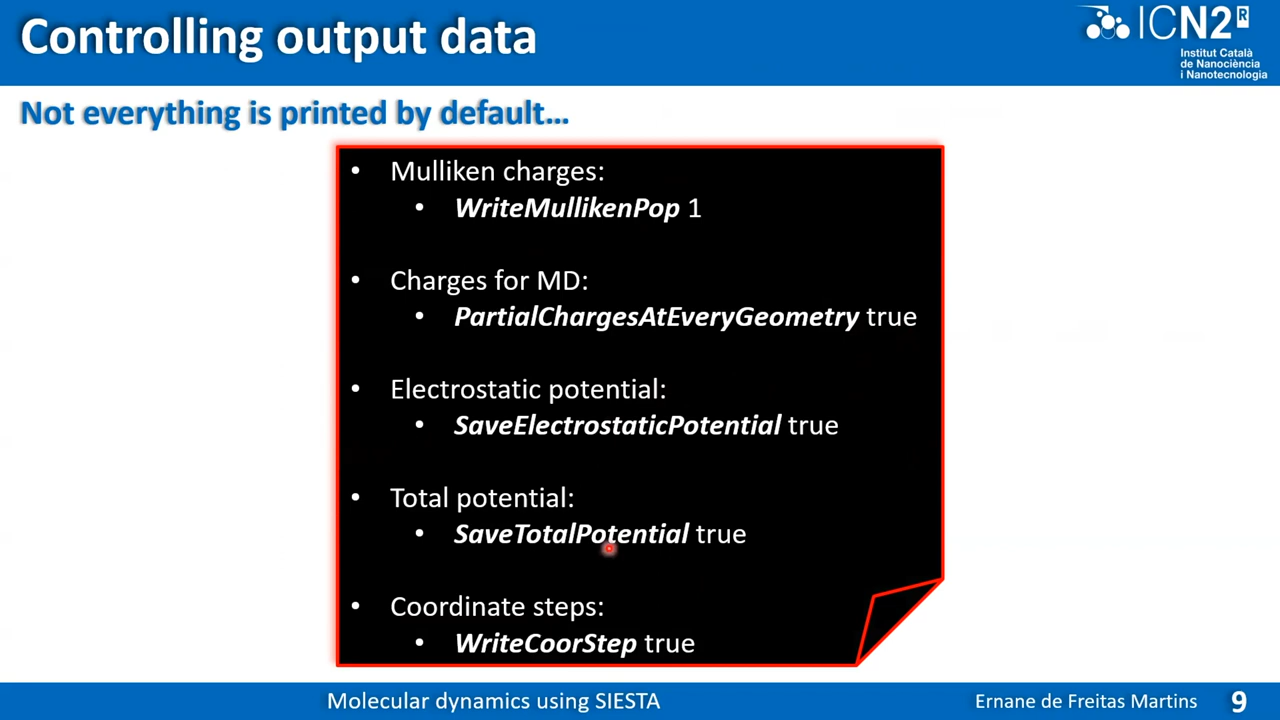 Controlling output data
ICN2R
Institut Català
de Nanociència
i Nanotecnologia
Not everything is printed by default...
• Mulliken charges:
• WriteMullikenPop 1
• Charges for MD:
• PartialChargesAtEveryGeometry true
• Electrostatic potential:
• SaveElectrostaticPotential true
• Total potential:
• SaveTotalPotential true
• Coordinate steps:
• WriteCoorStep true
Molecular dynamics using SIESTA
Ernane de Freitas Martins
9